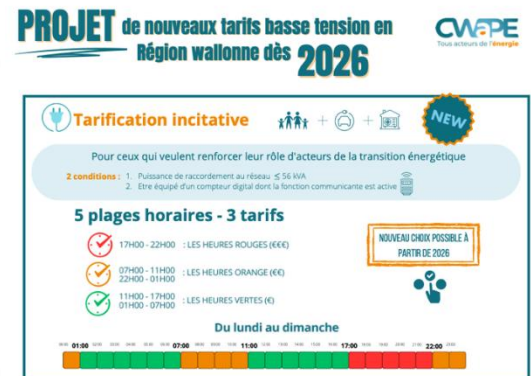 PROJET de nouveaux tarifs basse tension en
Région wallonne dès 2026
CWaPE
Tous acteurs de l'énergie
Tarification incitative
+
+
NEW
Pour ceux qui veulent renforcer leur rôle d'acteurs de la transition énergétique
2 conditions : 1. Puissance de raccordement au réseau ≤ 56 kVA
2. Etre équipé d'un compteur digital dont la fonction communicante est active
5 plages horaires - 3 tarifs
17H00 - 22H00 : LES HEURES ROUGES (€€€)
07H00 - 11H00
22H00 - 01H00 : LES HEURES ORANGE (€€)
11H00 - 17H00
01H00 - 07H00 : LES HEURES VERTES (€)
NOUVEAU CHOIX POSSIBLE À
PARTIR DE 2026
Du lundi au dimanche
01:00 07:00 11:00 17:00 22:00